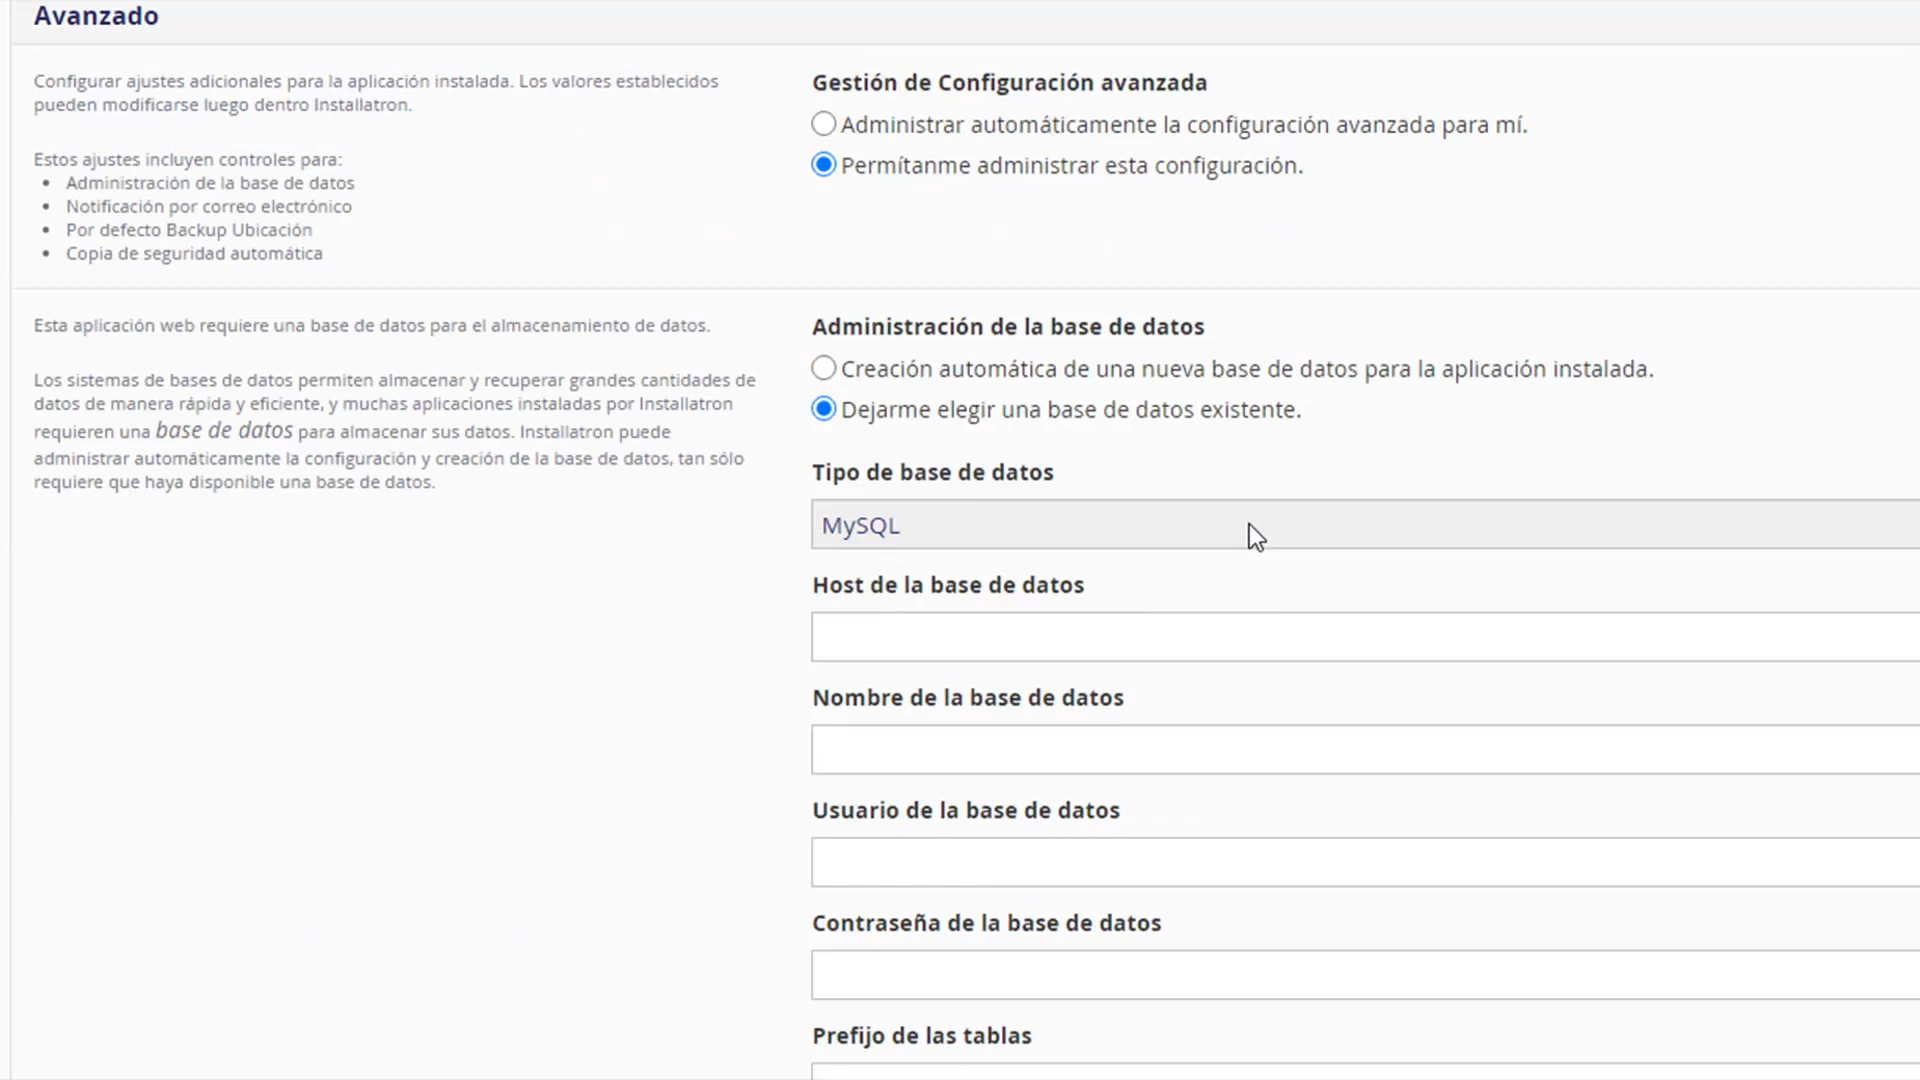 Avanzado
Configurar ajustes adicionales para la aplicación instalada. Los valores establecidos
pueden modificarse luego dentro Installatron.
Estos ajustes incluyen controles para:
• Administración de la base de datos
• Notificación por correo electrónico
• Por defecto Backup Ubicación
• Copia de seguridad automática
Gestión de Configuración avanzada
Administrar automáticamente la configuración avanzada para mí.
Permítanme administrar esta configuración.
Esta aplicación web requiere una base de datos para el almacenamiento de datos.
Los sistemas de bases de datos permiten almacenar y recuperar grandes cantidades de
datos de manera rápida y eficiente, y muchas aplicaciones instaladas por Installatron
requieren una base de datos para almacenar sus datos. Installatron puede
administrar automáticamente la configuración y creación de la base de datos, tan sólo
requiere que haya disponible una base de datos.
Administración de la base de datos
Creación automática de una nueva base de datos para la aplicación instalada.
Dejarme elegir una base de datos existente.
Tipo de base de datos
MySQL
Host de la base de datos
Nombre de la base de datos
Usuario de la base de datos
Contraseña de la base de datos
Prefijo de las tablas